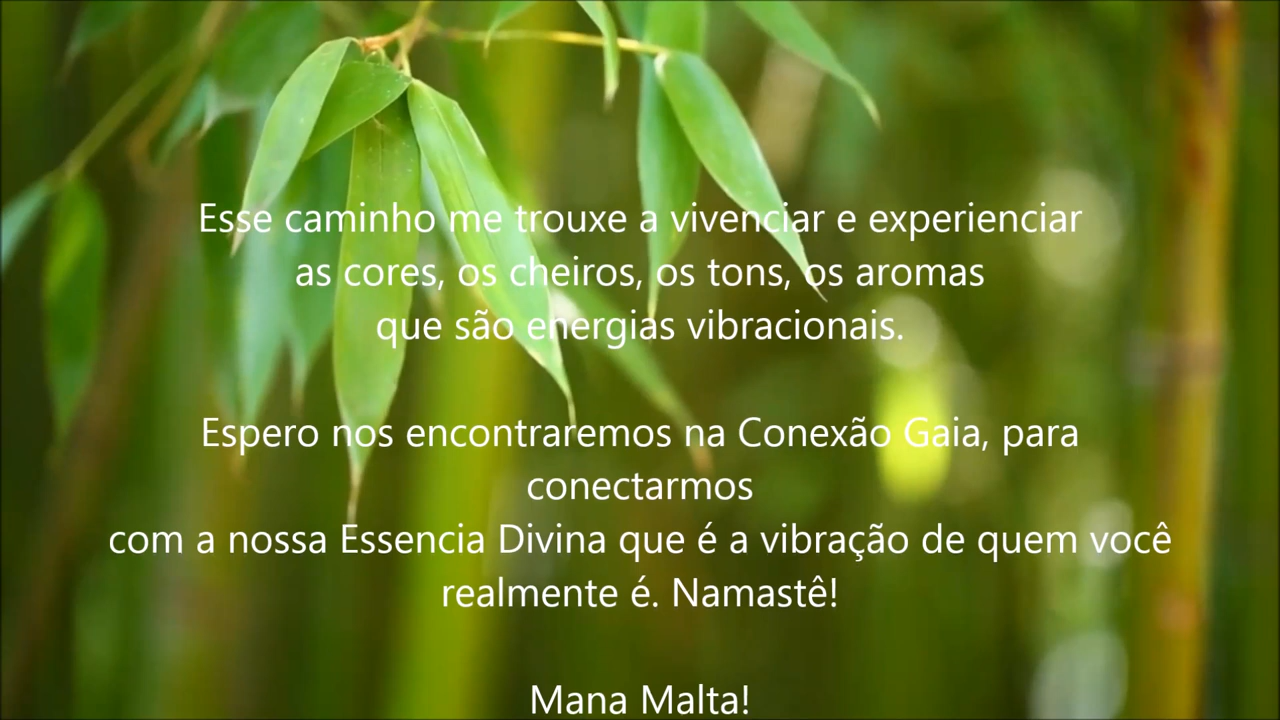 Esse caminho me trouxe a vivenciar e experienciar
as cores, os cheiros, os tons, os aromas
que são energias vibracionais.
Espero nos encontraremos na Conexão Gaia, para
conectarmos
com a nossa Essencia Divina que é a vibração de quem você
realmente é. Namastê!
Mana Malta!